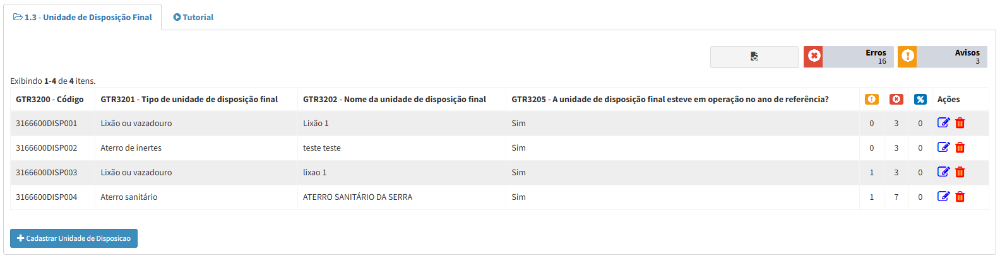 1.3 - Unidade de Disposição Final
Tutorial
Erros
16
Avisos
3
Exibindo 1-4 de 4 itens.
GTR3200 - Código GTR3201 - Tipo de unidade de disposição final GTR3202 - Nome da unidade de disposição final GTR3205 - A unidade de disposição final esteve em operação no ano de referência? % Ações
3166600DISP001 Lixão ou vazadouro Lixão 1 Sim 0 3 0
3166600DISP002 Aterro de inertes teste teste Sim 0 3 0
3166600DISP003 Lixão ou vazadouro lixao 1 Sim 1 3 0
3166600DISP004 Aterro sanitário ATERRO SANITÁRIO DA SERRA Sim 1 7 0
Cadastrar Unidade de Disposicao